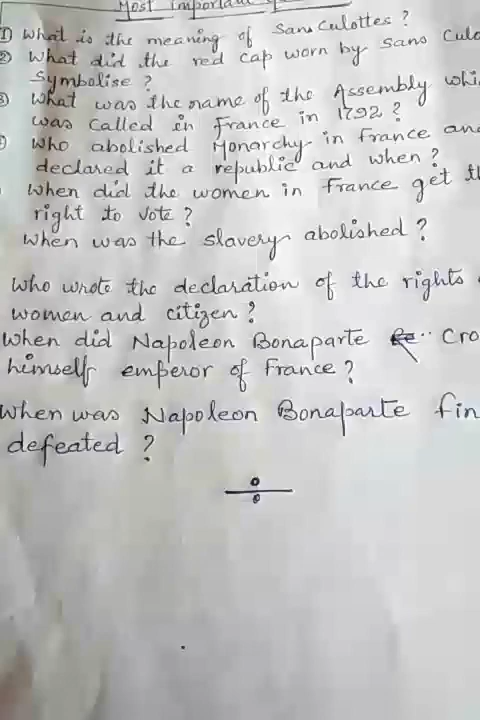 Most important
① What is the meaning of Sans Culottes ?
② What did the red cap worn by Sans Culo
Symbolise ?
③ What was the name of the Assembly whi
was called in France in 1792 ?
Who abolished Monarchy in France an
declared it a republic and when ?
When did the women in France get th
right to vote ?
When was the slavery abolished ?
Who wrote the declaration of the rights
women and citizen ?
When did Napoleon Bonaparte Cro
himself emperor of France ?
When was Napoleon Bonaparte fin
defeated ?